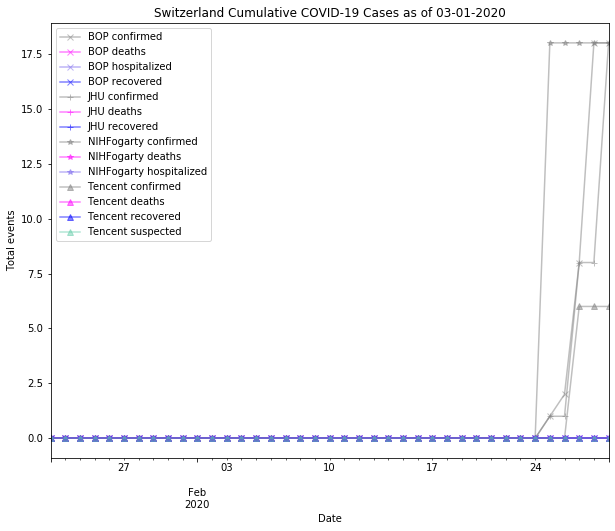 Switzerland Cumulative COVID-19 Cases as of 03-01-2020
BOP confirmed
BOP deaths
BOP hospitalized
BOP recovered
JHU confirmed
JHU deaths
JHU recovered
NIHFogarty confirmed
NIHFogarty deaths
NIHFogarty hospitalized
Tencent confirmed
Tencent deaths
Tencent recovered
Tencent suspected
17.5
15.0
12.5
10.0
7.5
5.0
2.5
0.0
Total events
27 03 10 17 24
Feb
2020
Date